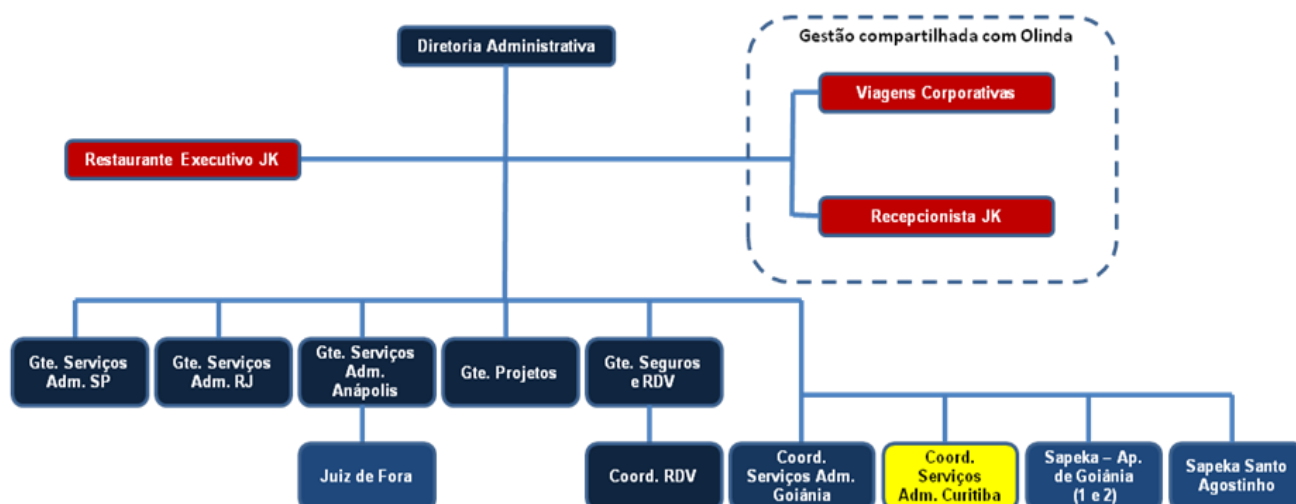 Diretoria Administrativa
Gestão compartilhada com Olinda
Viagens Corporativas
Restaurante Executivo JK
Recepcionista JK
Gte. Serviços
Adm. SP
Gte. Serviços
Adm. RJ
Gte. Serviços
Adm.
Anápolis
Gte. Projetos
Gte. Seguros
e RDV
Juiz de Fora
Coord. RDV
Coord.
Serviços Adm.
Goiânia
Coord.
Serviços
Adm. Curitiba
Sapeka – Ap.
de Goiânia
(1 e 2)
Sapeka Santo
Agostinho